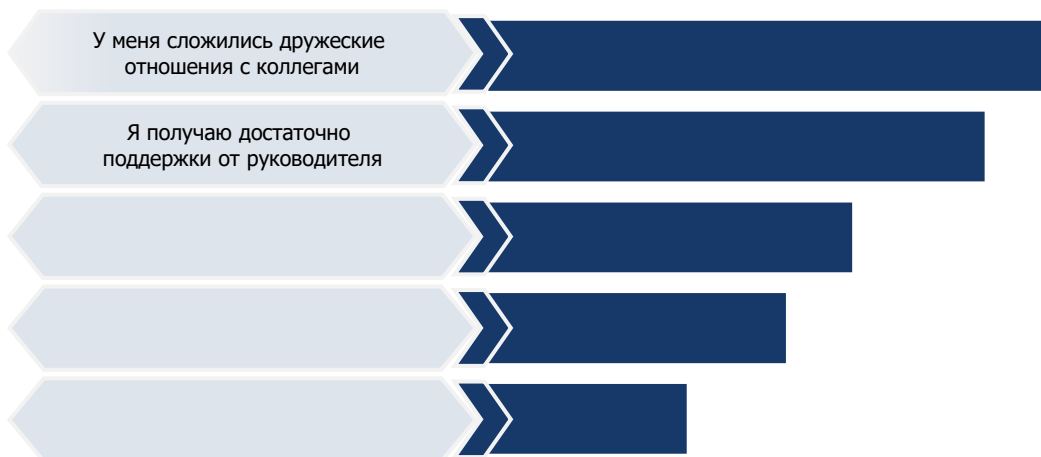 У меня сложились дружеские
отношения с коллегами
Я получаю достаточно
поддержки от руководителя